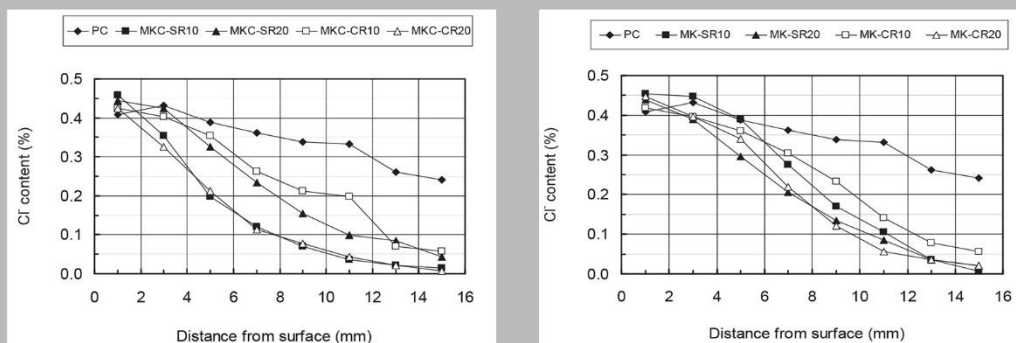 PC MKC-SR10 MKC-SR20 MKC-CR10 MKC-CR20
0.5
0.4
0.3
0.2
0.1
0.0
Cl⁻ content (%)
0 2 4 6 8 10 12 14 16
Distance from surface (mm)
PC MK-SR10 MK-SR20 MK-CR10 MK-CR20
0.5
0.4
0.3
0.2
0.1
0.0
Cl⁻ content (%)
0 2 4 6 8 10 12 14 16
Distance from surface (mm)